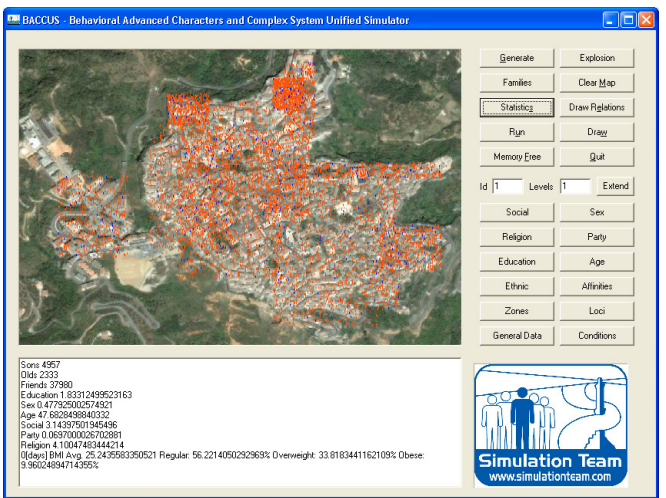 BACCUS - Behavioral Advanced Characters and Complex System Unified Simulator
Generate Explosion
Families Clear Map
Statistics Draw Relations
Run Draw
Memory Free Quit
Id 1 Levels 1 Extend
Social Sex
Religion Party
Education Age
Ethnic Affinities
Zones Loci
General Data Conditions
Sons 4957
Olds 2333
Friends 37980
Education 1.83312499523163
Sex 0.477925002574921
Age 47.6828498840332
Social 3.14397501945496
Party 0.0697000026702881
Religion 4.10047483444214
0[days] BMI Avg. 25.2435583350521 Regular: 56.2214050292969% Overweight: 33.8183441162109% Obese:
9.96024894714355%
Simulation Team
www.simulationteam.com